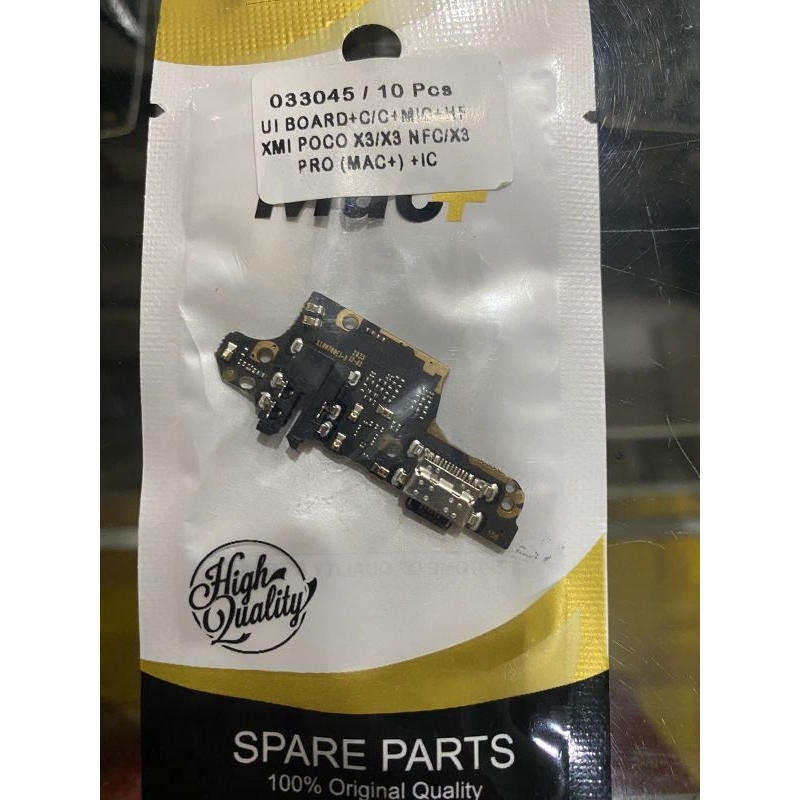 033045 / 10 Pcs
UI BOARD+C/C+MIC+HF
XMI POCO X3/X3 NFC/X3
PRO (MAC+) +IC
Mac+
High
Quality
SPARE PARTS
100% Original Quality